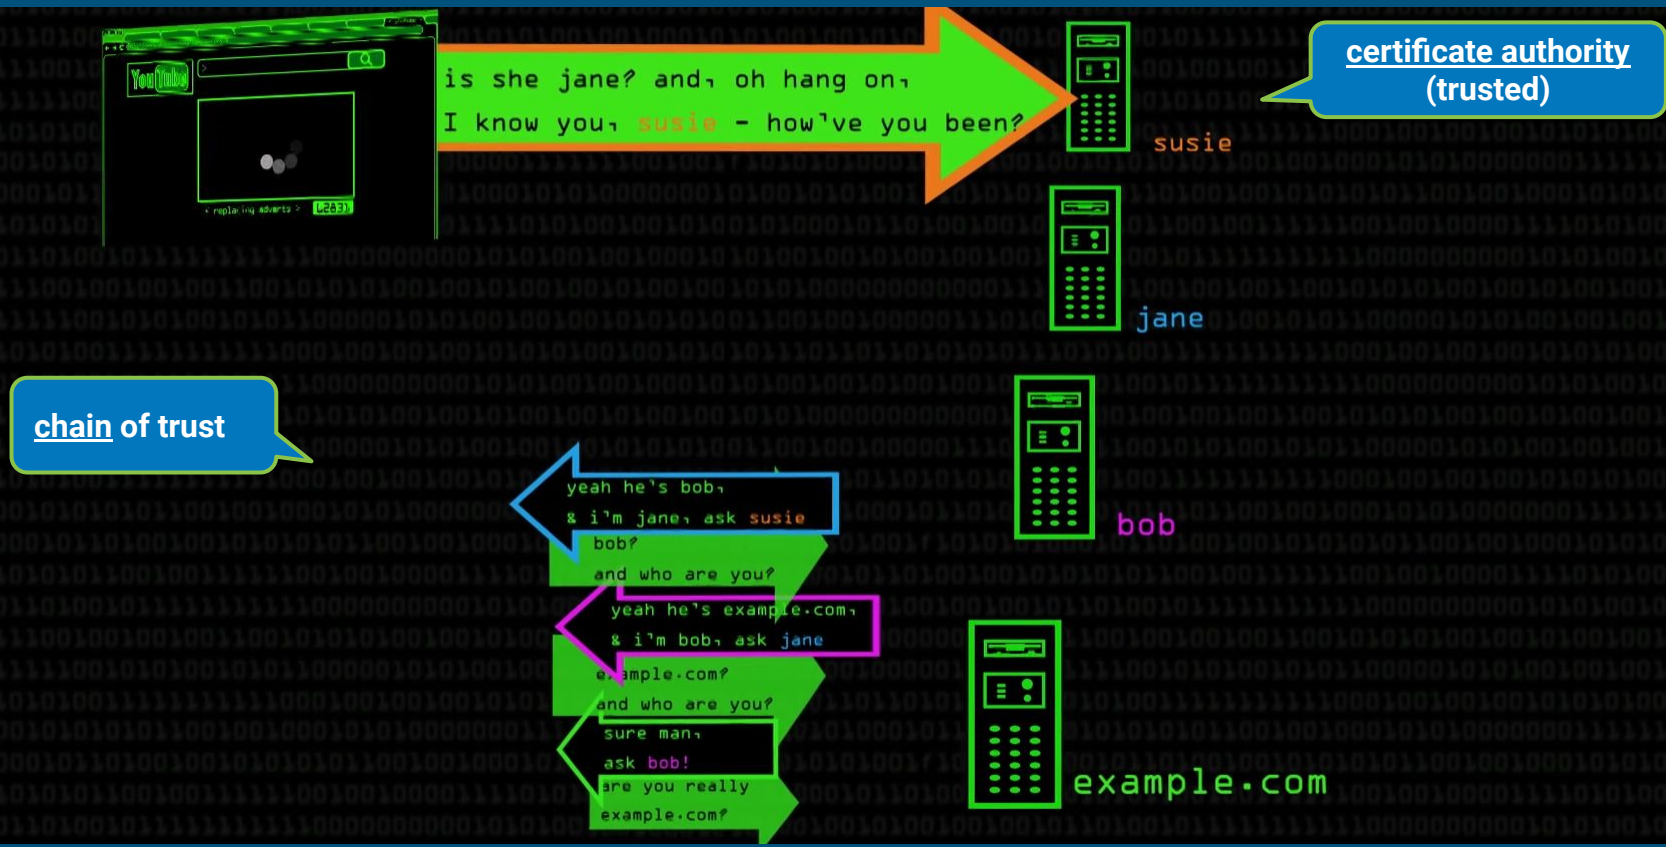 YouTube
is she jane? and, oh hang on,
I know you, susie - how've you been?
certificate authority
(trusted)
susie
jane
chain of trust
yeah he's bob,
& i'm jane, ask susie
bob?
and who are you?
bob
yeah he's example.com,
& i'm bob, ask jane
example.com?
and who are you?
sure man,
ask bob!
are you really
example.com?
example.com
< replacing adverts >